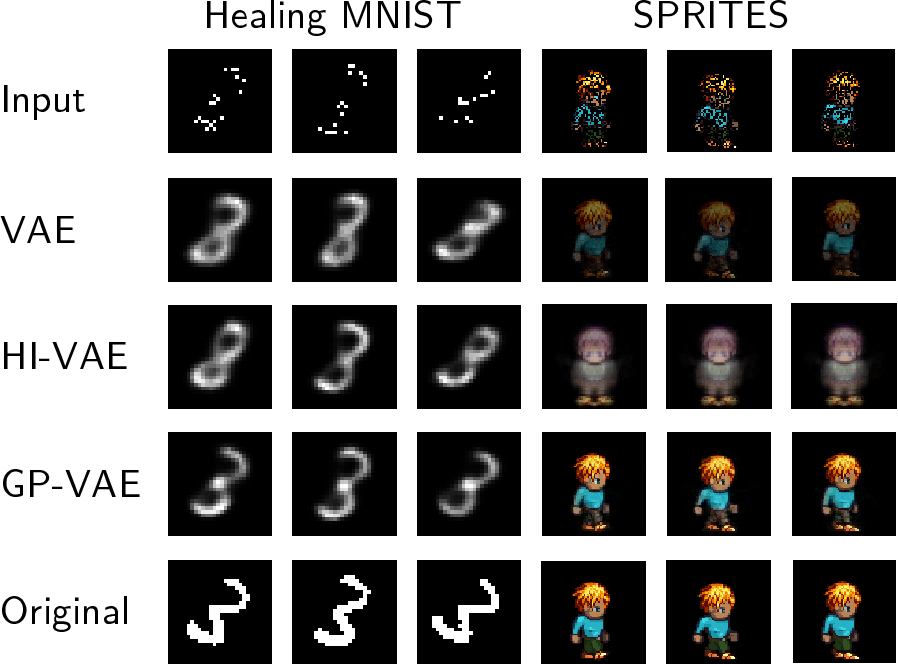 Healing MNIST SPRITES
Input
VAE
HI-VAE
GP-VAE
Original